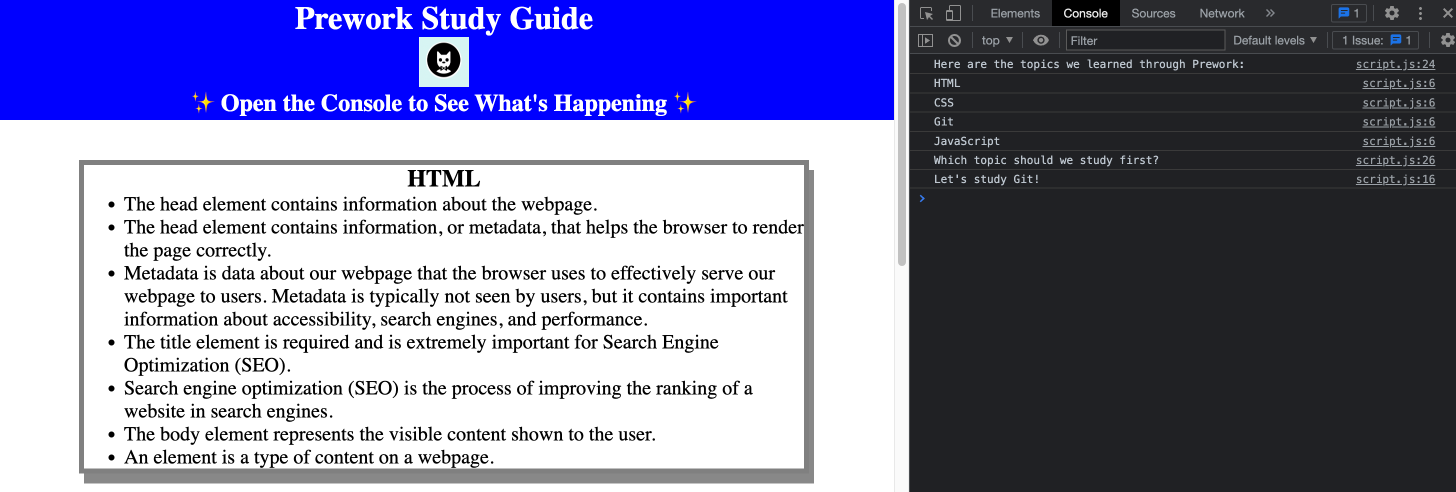 Prework Study Guide
✨ Open the Console to See What's Happening ✨
HTML
• The head element contains information about the webpage.
• The head element contains information, or metadata, that helps the browser to render
the page correctly.
• Metadata is data about our webpage that the browser uses to effectively serve our
webpage to users. Metadata is typically not seen by users, but it contains important
information about accessibility, search engines, and performance.
• The title element is required and is extremely important for Search Engine
Optimization (SEO).
• Search engine optimization (SEO) is the process of improving the ranking of a
website in search engines.
• The body element represents the visible content shown to the user.
• An element is a type of content on a webpage.
Elements Console Sources Network » 1
top ▼ Filter Default levels ▼ 1 Issue: 1
Here are the topics we learned through Prework: script.js:24
HTML script.js:6
CSS script.js:6
Git script.js:6
JavaScript script.js:6
Which topic should we study first? script.js:26
Let's study Git! script.js:16